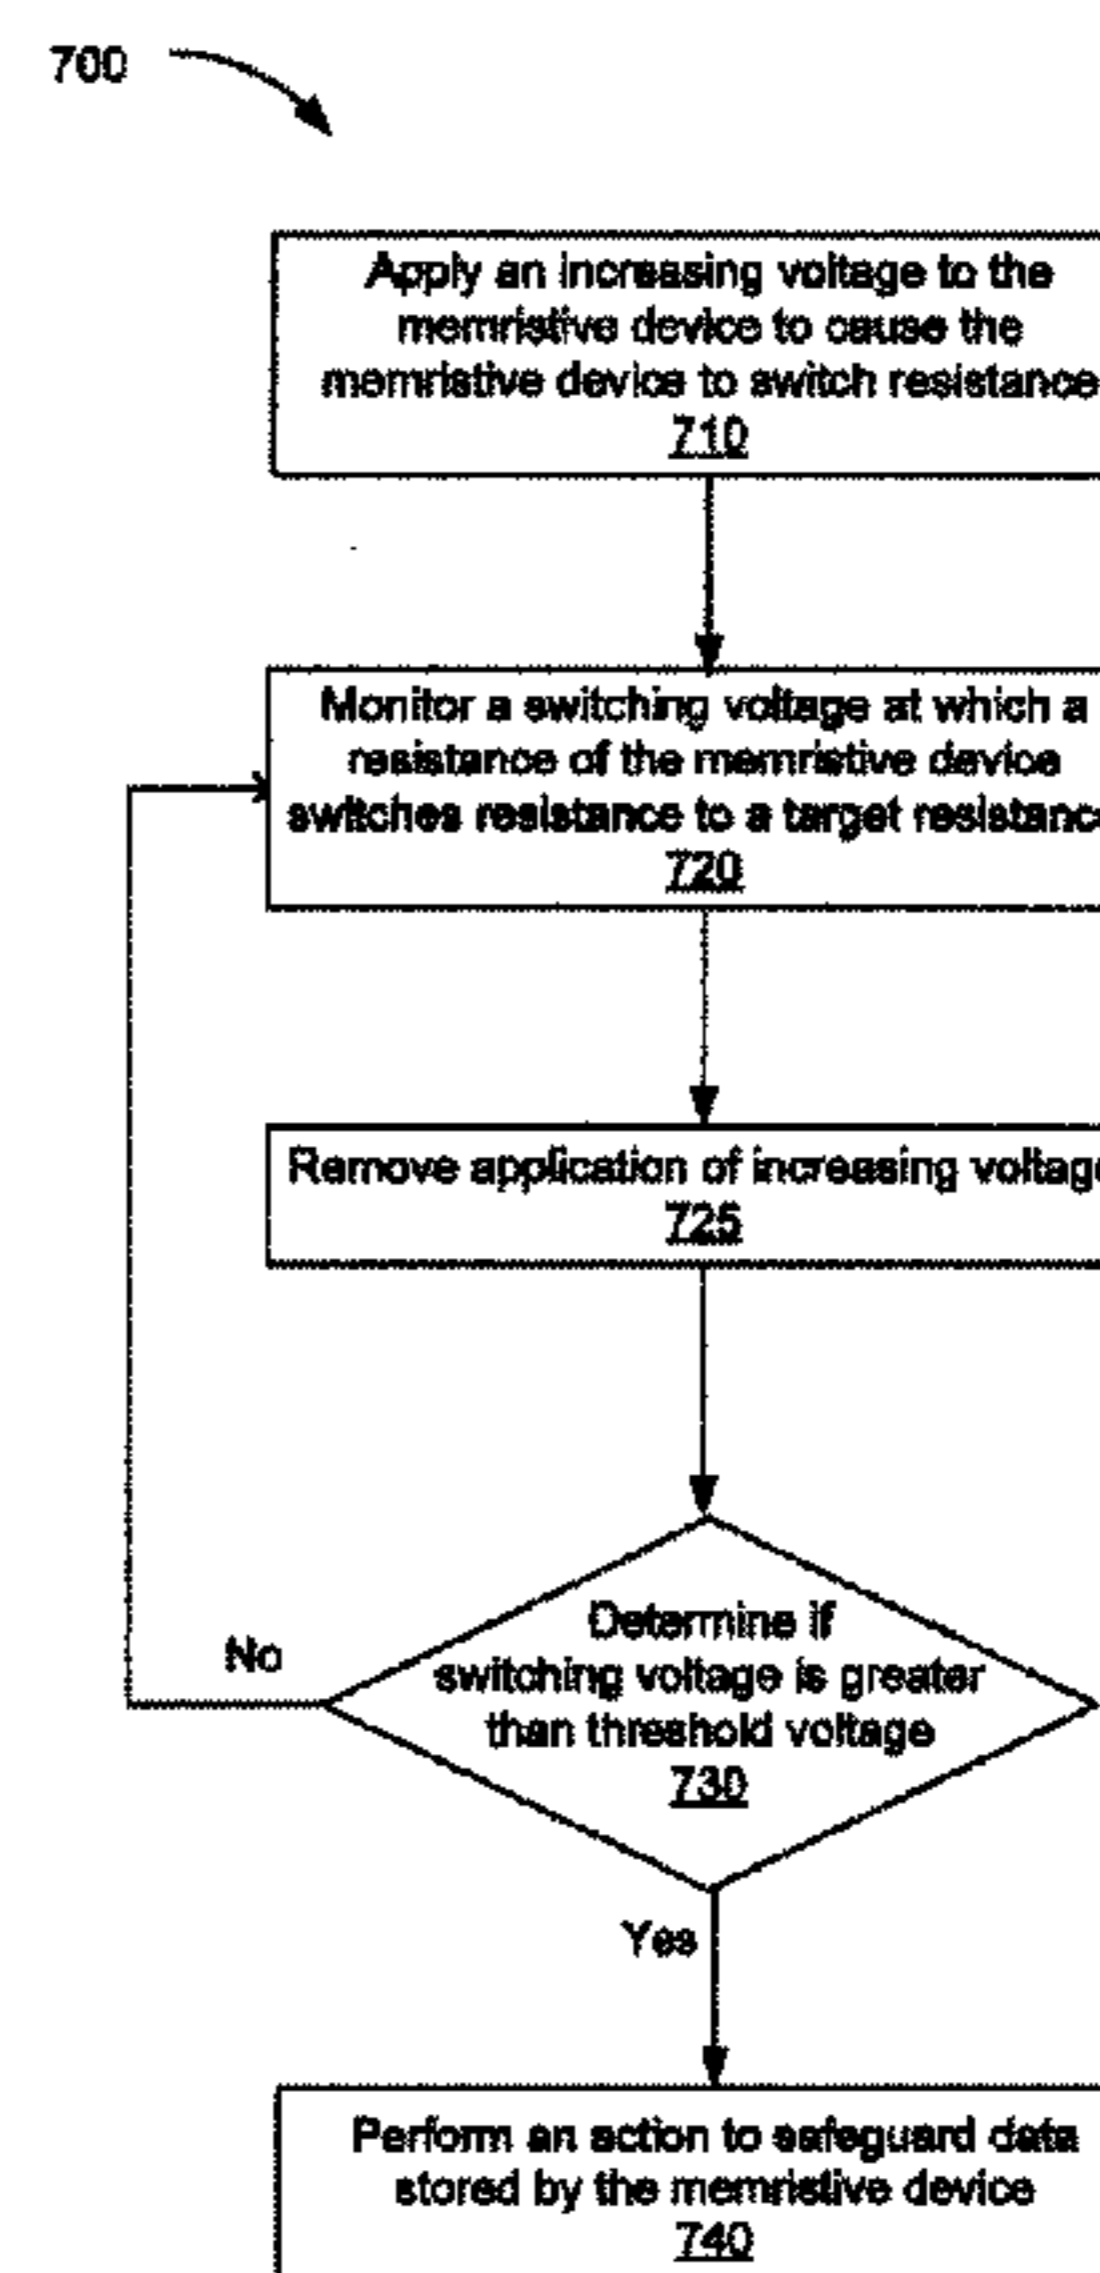 700
Apply an increasing voltage to the
memristive device to cause the
memristive device to switch resistance
710
Monitor a switching voltage at which a
resistance of the memristive device
switches resistance to a target resistance
720
Remove application of increasing voltage
725
Determine if
switching voltage is greater
than threshold voltage
730
No
Yes
Perform an action to safeguard data
stored by the memristive device
740